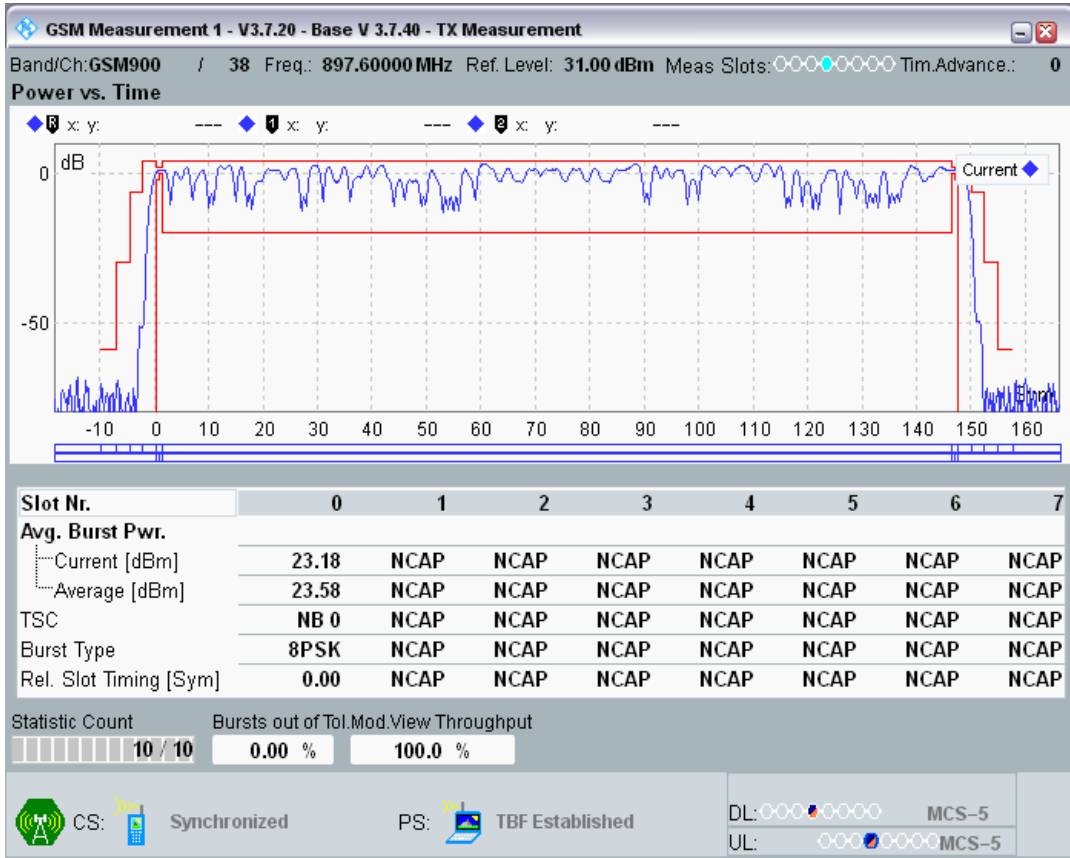 GSM Measurement 1 - V3.7.20 - Base V 3.7.40 - TX Measurement
Band/Ch:GSM900 / 38 Freq.: 897.60000 MHz Ref. Level: 31.00 dBm Meas Slots: Tim.Advance.: 0
Power vs. Time
R x: y: --- 1 x: y: --- 2 x: y: ---
dB
Current
0
-50
-10 0 10 20 30 40 50 60 70 80 90 100 110 120 130 140 150 160
Slot Nr. 0 1 2 3 4 5 6 7
Avg. Burst Pwr.
Current [dBm] 23.18 NCAP NCAP NCAP NCAP NCAP NCAP NCAP
Average [dBm] 23.58 NCAP NCAP NCAP NCAP NCAP NCAP NCAP
TSC NB 0 NCAP NCAP NCAP NCAP NCAP NCAP NCAP
Burst Type 8PSK NCAP NCAP NCAP NCAP NCAP NCAP NCAP
Rel. Slot Timing [Sym] 0.00 NCAP NCAP NCAP NCAP NCAP NCAP NCAP
Statistic Count Bursts out of Tol. Mod.View Throughput
10 / 10 0.00 % 100.0 %
CS: Synchronized PS: TBF Established
DL: MCS-5
UL: MCS-5